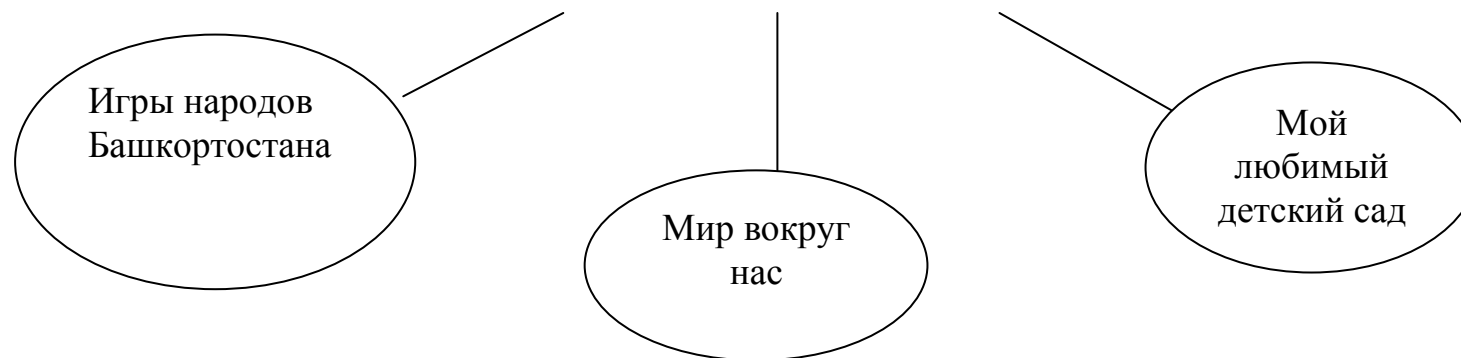 Игры народов
Башкортостана
Мир вокруг
нас
Мой
любимый
детский сад